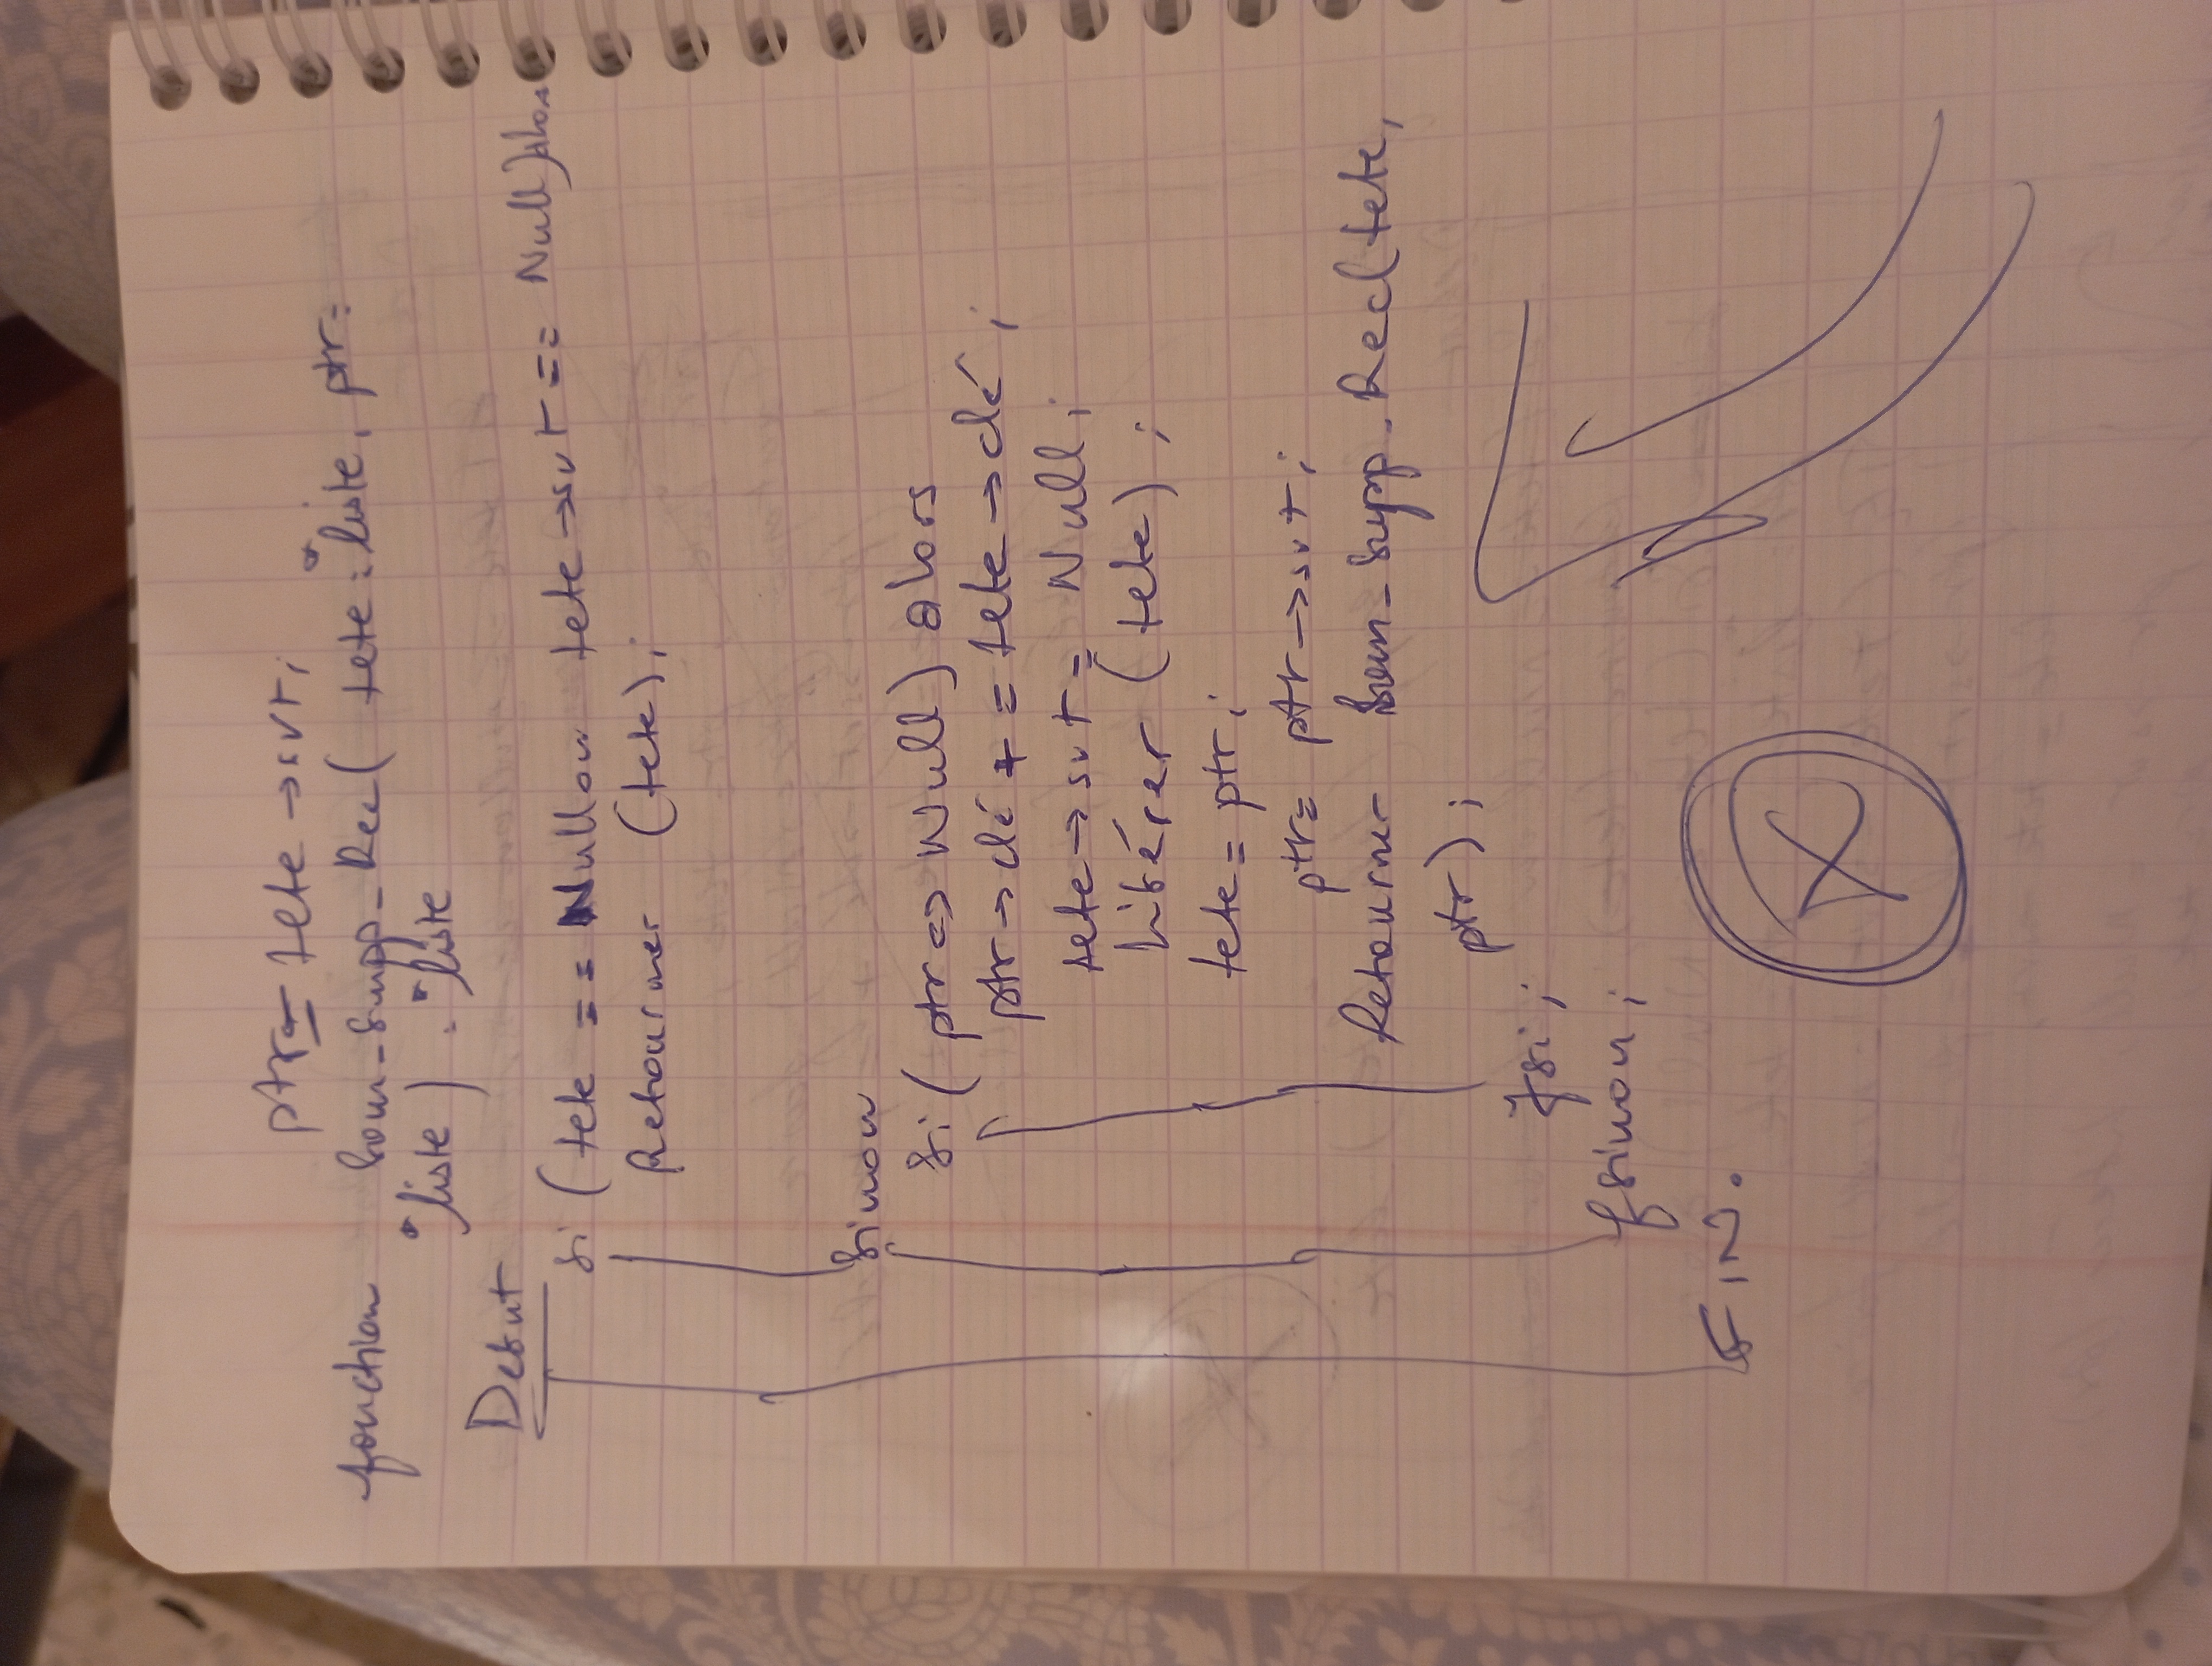 ptr = tete → svt ;
fonction som_supp_Rec( tete : *liste, ptr :
*liste ) : *liste
Debut
si ( tete == Null ou tete → svt == Null) alors
Retourner (tete) ;
sinon
si ( ptr <> Null) alors
ptr → clé + = tete → clé ;
tete → svt = Null ;
libérer ( tete ) ;
tete = ptr ;
ptr = ptr → svt ;
Retourner som_supp_Rec(tete,
ptr) ;
fsi ;
fsinon ;
FIN.